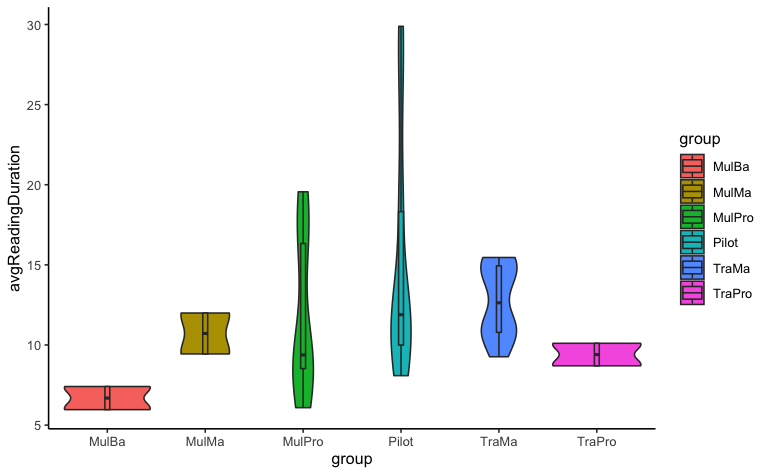 30
25
20
15
10
5
avgReadingDuration
MulBa
MulMa
MulPro
Pilot
TraMa
TraPro
group
group
MulBa
MulMa
MulPro
Pilot
TraMa
TraPro